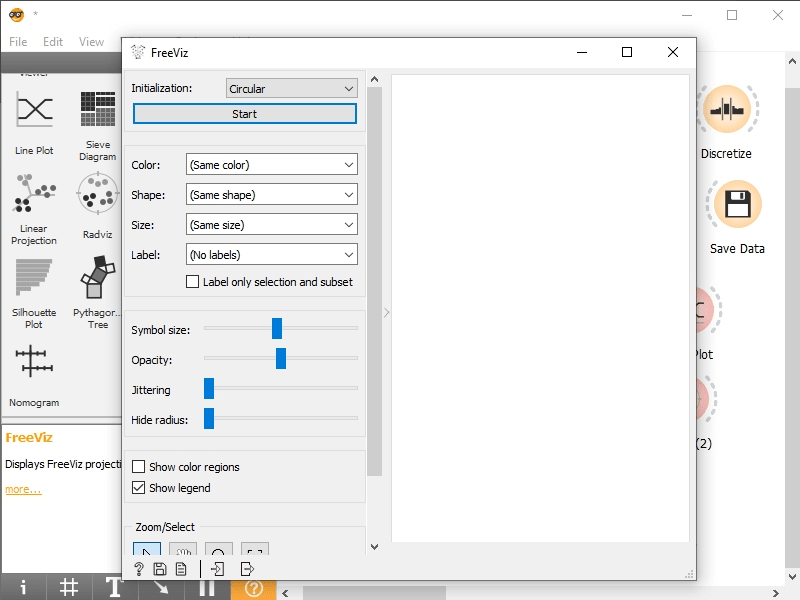 *
File Edit View
FreeViz
Initialization: Circular
Start
Line Plot
Sieve
Diagram
Color: (Same color)
Discretize
Shape: (Same shape)
Size: (Same size)
Linear
Projection
Radviz
Label: (No labels)
Save Data
Label only selection and subset
Silhouette
Plot
Pythagor...
Tree
Symbol size:
Opacity:
Plot
Jittering
Nomogram
Hide radius:
FreeViz
(2)
Displays FreeViz projecti
Show color regions
more...
Show legend
Zoom/Select